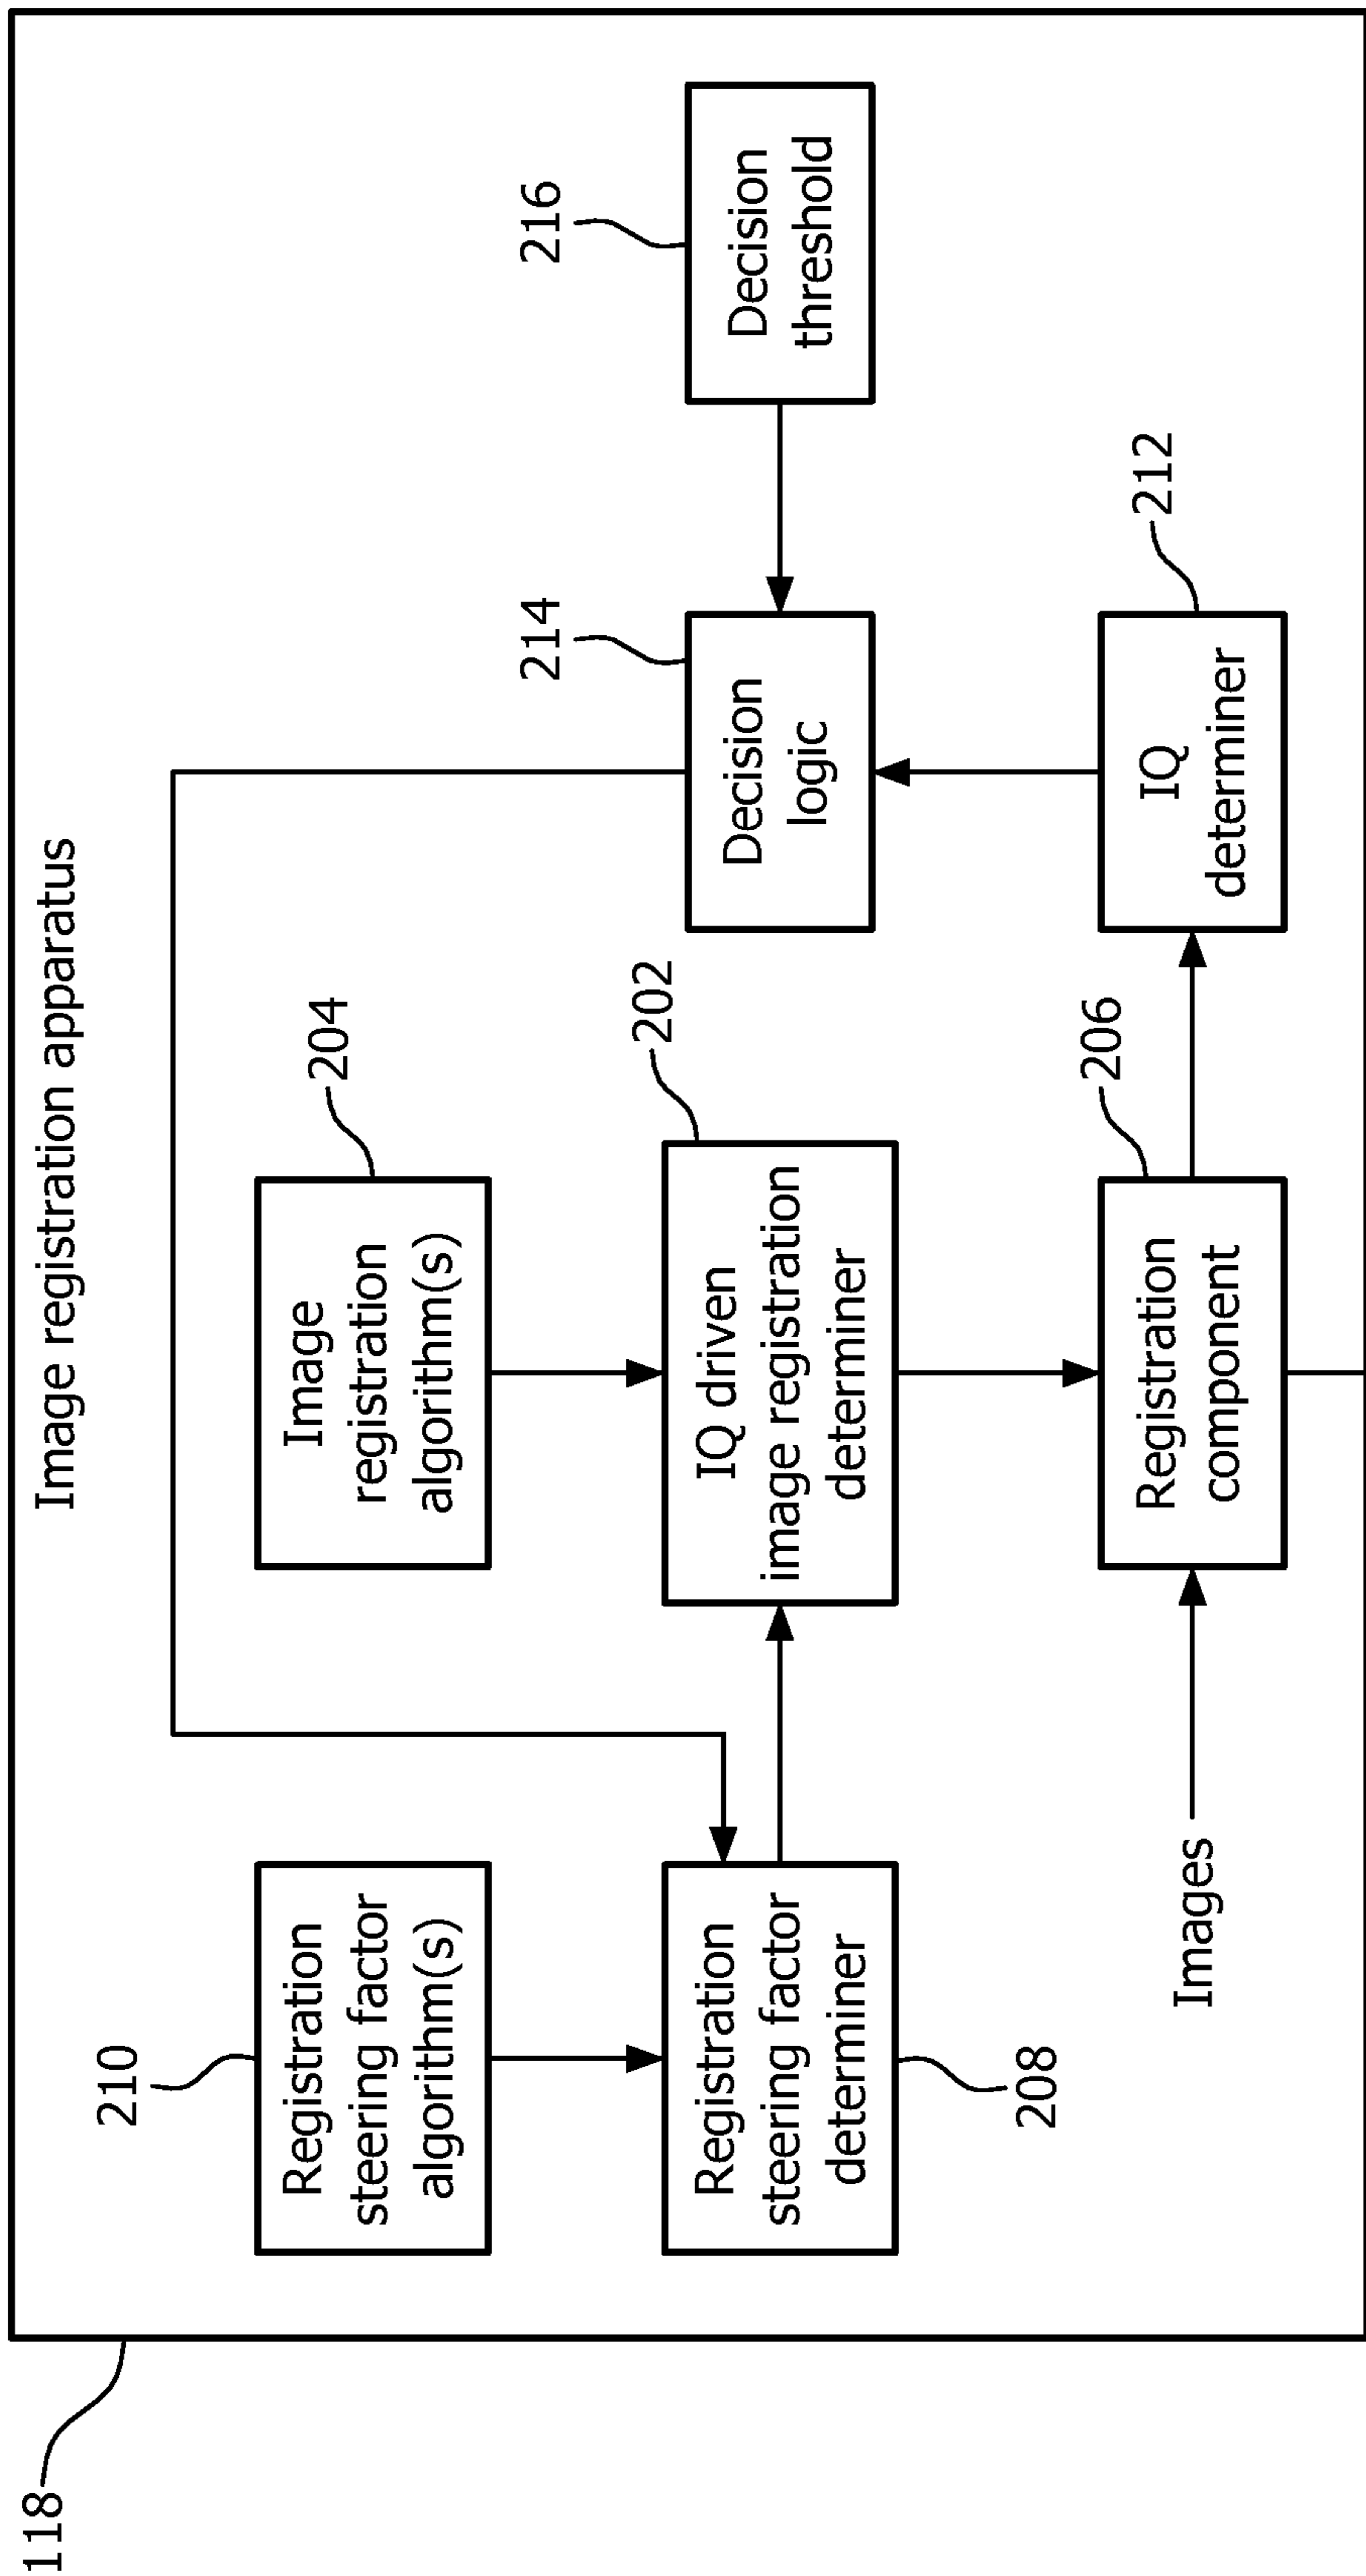 118
Image registration apparatus
210
Registration
steering factor
algorithm(s)
204
Image
registration
algorithm(s)
Registration
steering factor
determiner
208
202
IQ driven
image registration
determiner
214
Decision
logic
216
Decision
threshold
Images
206
Registration
component
212
IQ
determiner